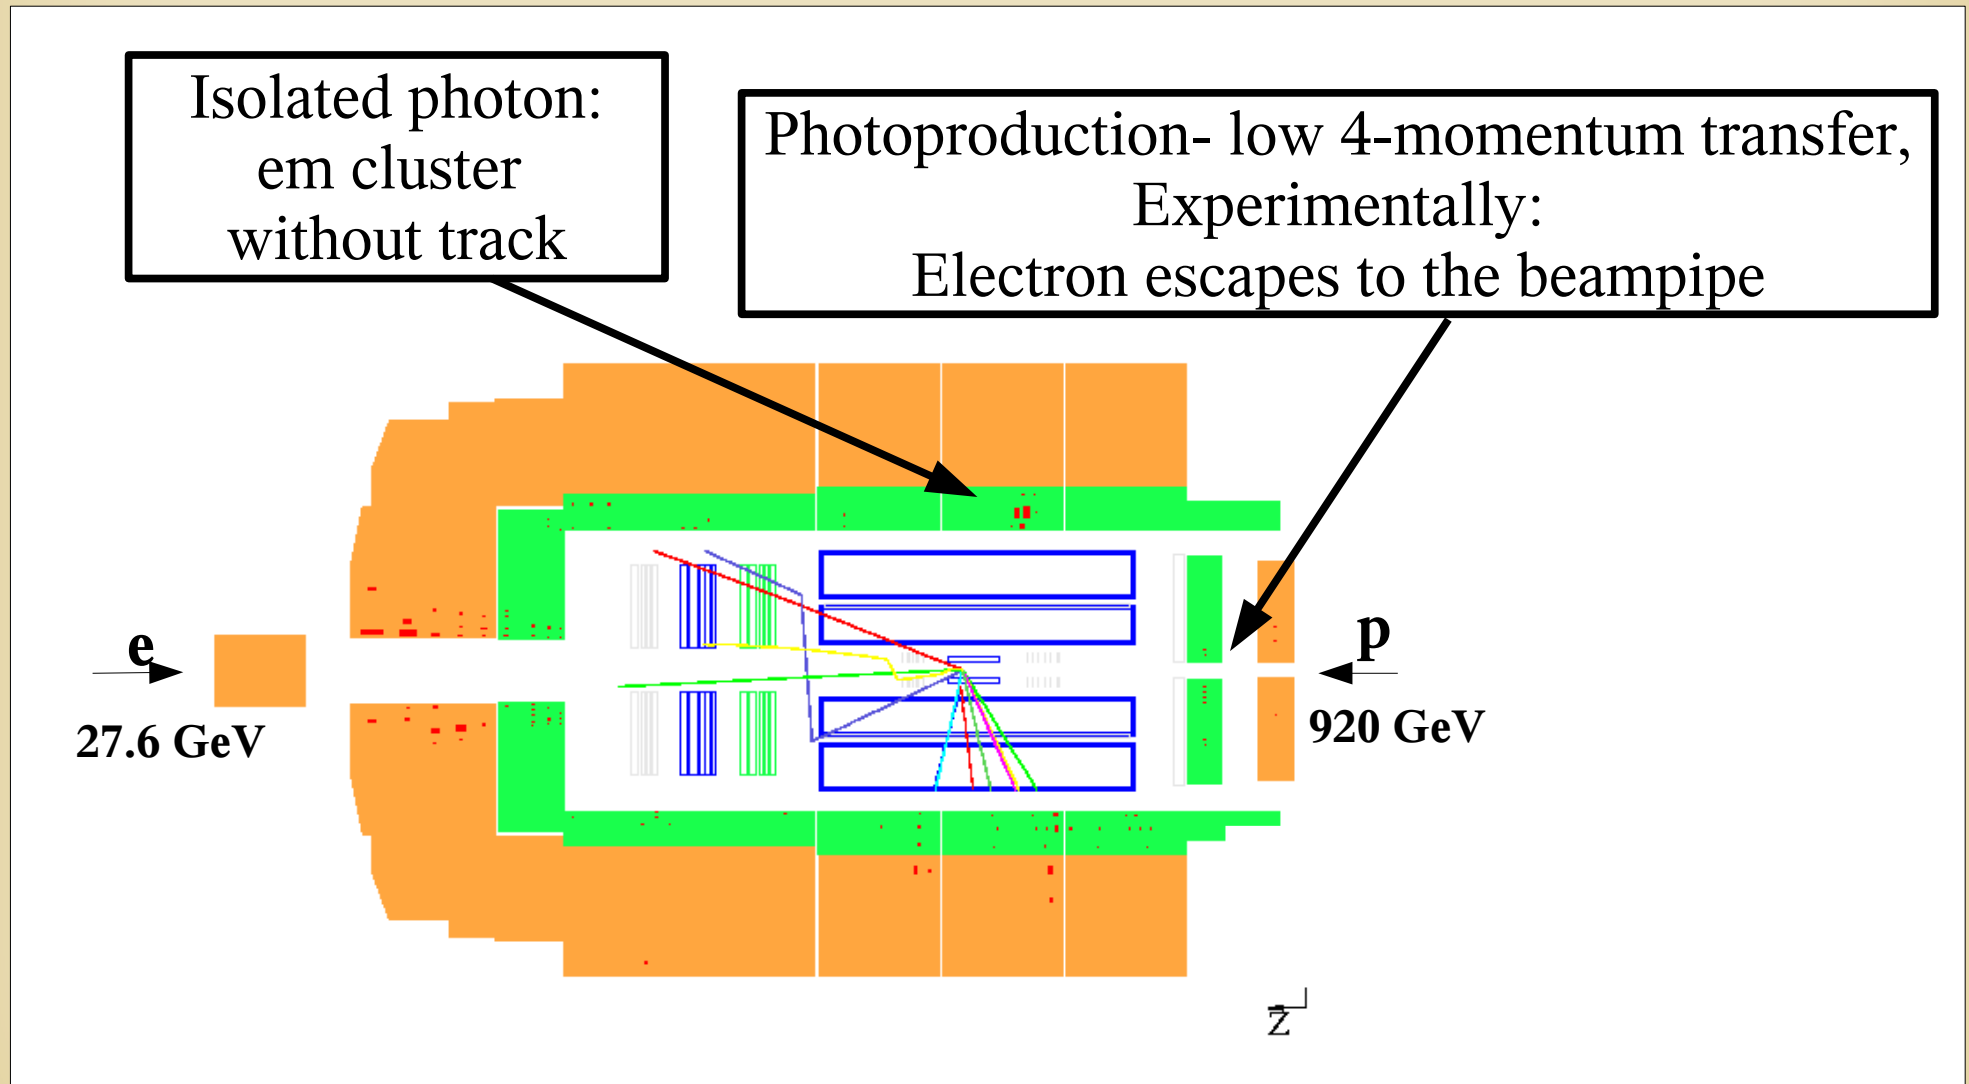 Isolated photon:
em cluster
without track
Photoproduction- low 4-momentum transfer,
Experimentally:
Electron escapes to the beampipe
e
27.6 GeV
p
920 GeV
Z